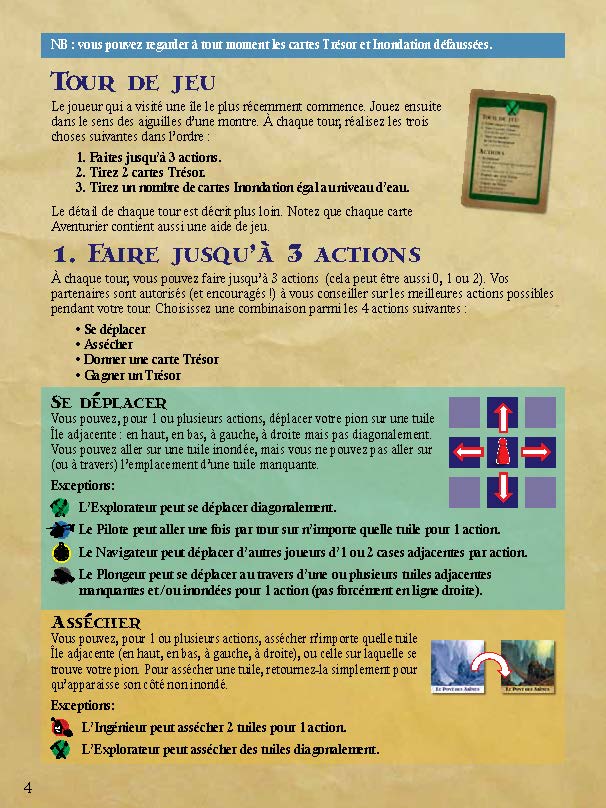 NB : vous pouvez regarder à tout moment les cartes Trésor et Inondation défaussées.
Tour de jeu
Le joueur qui a visité une île le plus récemment commence. Jouez ensuite
dans le sens des aiguilles d'une montre. À chaque tour, réalisez les trois
choses suivantes dans l'ordre :
1. Faites jusqu'à 3 actions.
2. Tirez 2 cartes Trésor.
3. Tirez un nombre de cartes Inondation égal au niveau d'eau.
Le détail de chaque tour est décrit plus loin. Notez que chaque carte
Aventurier contient aussi une aide de jeu.
Tour de jeu
Actions
1. Faire jusqu'à 3 actions
À chaque tour, vous pouvez faire jusqu'à 3 actions (cela peut être aussi 0, 1 ou 2). Vos
partenaires sont autorisés (et encouragés !) à vous conseiller sur les meilleures actions possibles
pendant votre tour. Choisissez une combinaison parmi les 4 actions suivantes :
• Se déplacer
• Assécher
• Donner une carte Trésor
• Gagner un Trésor
Se déplacer
Vous pouvez, pour 1 ou plusieurs actions, déplacer votre pion sur une tuile
Île adjacente : en haut, en bas, à gauche, à droite mais pas diagonalement.
Vous pouvez aller sur une tuile inondée, mais vous ne pouvez pas aller sur
(ou à travers) l'emplacement d'une tuile manquante.
Exceptions:
L'Explorateur peut se déplacer diagonalement.
Le Pilote peut aller une fois par tour sur n'importe quelle tuile pour 1 action.
Le Navigateur peut déplacer d'autres joueurs d'1 ou 2 cases adjacentes par action.
Le Plongeur peut se déplacer au travers d'une ou plusieurs tuiles adjacentes
manquantes et/ou inondées pour 1 action (pas forcément en ligne droite).
Assécher
Vous pouvez, pour 1 ou plusieurs actions, assécher n'importe quelle tuile
Île adjacente (en haut, en bas, à gauche, à droite), ou celle sur laquelle se
trouve votre pion. Pour assécher une tuile, retournez-la simplement pour
qu'apparaisse son côté non inondé.
Le Pont des Abîmes
Le Pont des Abîmes
Exceptions:
L'Ingénieur peut assécher 2 tuiles pour 1 action.
L'Explorateur peut assécher des tuiles diagonalement.
4